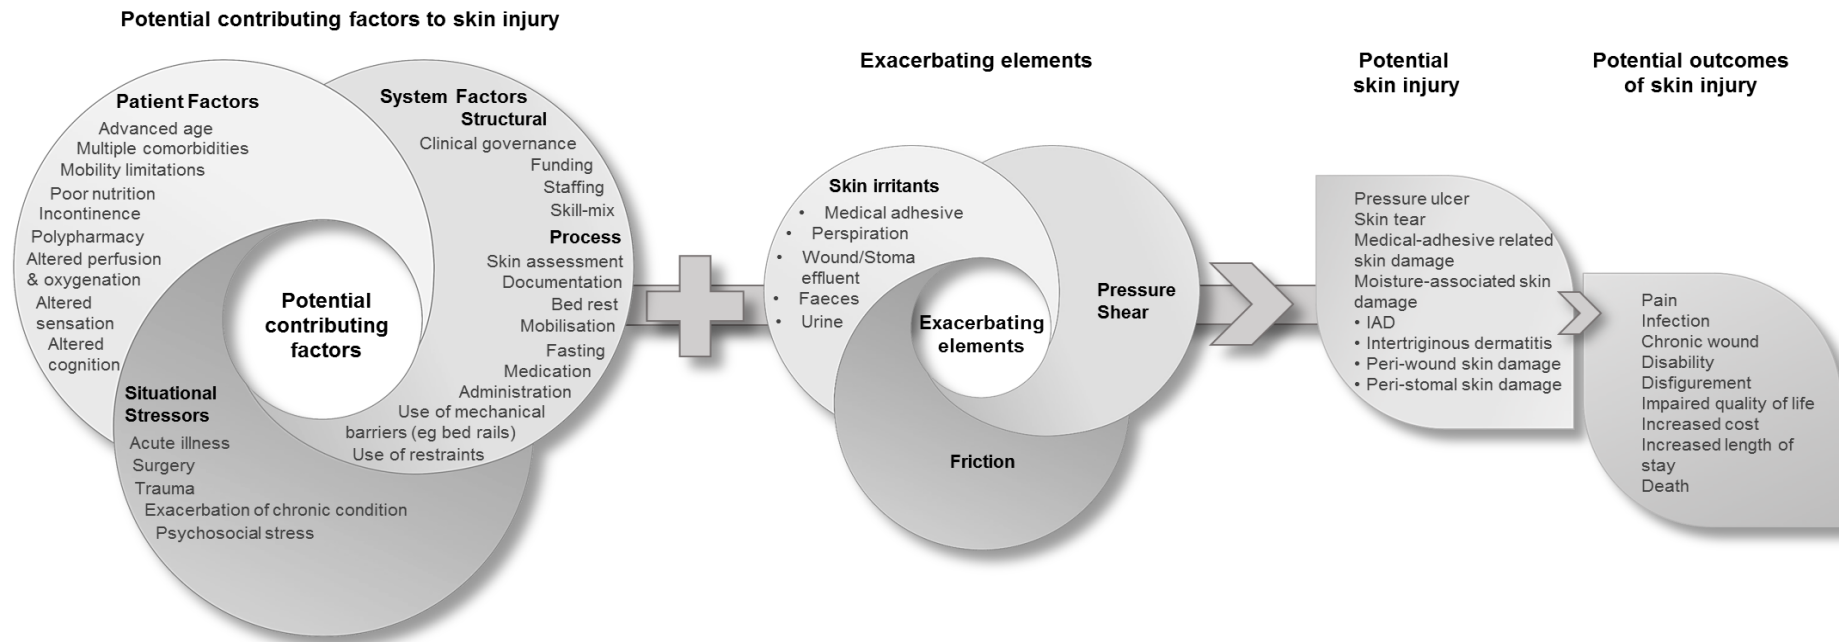 Potential contributing factors to skin injury
Patient Factors
Advanced age
Multiple comorbidities
Mobility limitations
Poor nutrition
Incontinence
Polypharmacy
Altered perfusion
& oxygenation
Altered
sensation
Altered
cognition
System Factors
Structural
Clinical governance
Funding
Staffing
Skill-mix
Process
Skin assessment
Documentation
Bed rest
Mobilisation
Fasting
Medication
Administration
Use of mechanical
barriers (eg bed rails)
Use of restraints
Potential
contributing
factors
Situational
Stressors
Acute illness
Surgery
Trauma
Exacerbation of chronic condition
Psychosocial stress
Exacerbating elements
Skin irritants
• Medical adhesive
• Perspiration
• Wound/Stoma
effluent
• Faeces
• Urine
Pressure
Shear
Exacerbating
elements
Friction
Potential
skin injury
Pressure ulcer
Skin tear
Medical-adhesive related
skin damage
Moisture-associated skin
damage
• IAD
• Intertriginous dermatitis
• Peri-wound skin damage
• Peri-stomal skin damage
Potential outcomes
of skin injury
Pain
Infection
Chronic wound
Disability
Disfigurement
Impaired quality of life
Increased cost
Increased length of
stay
Death